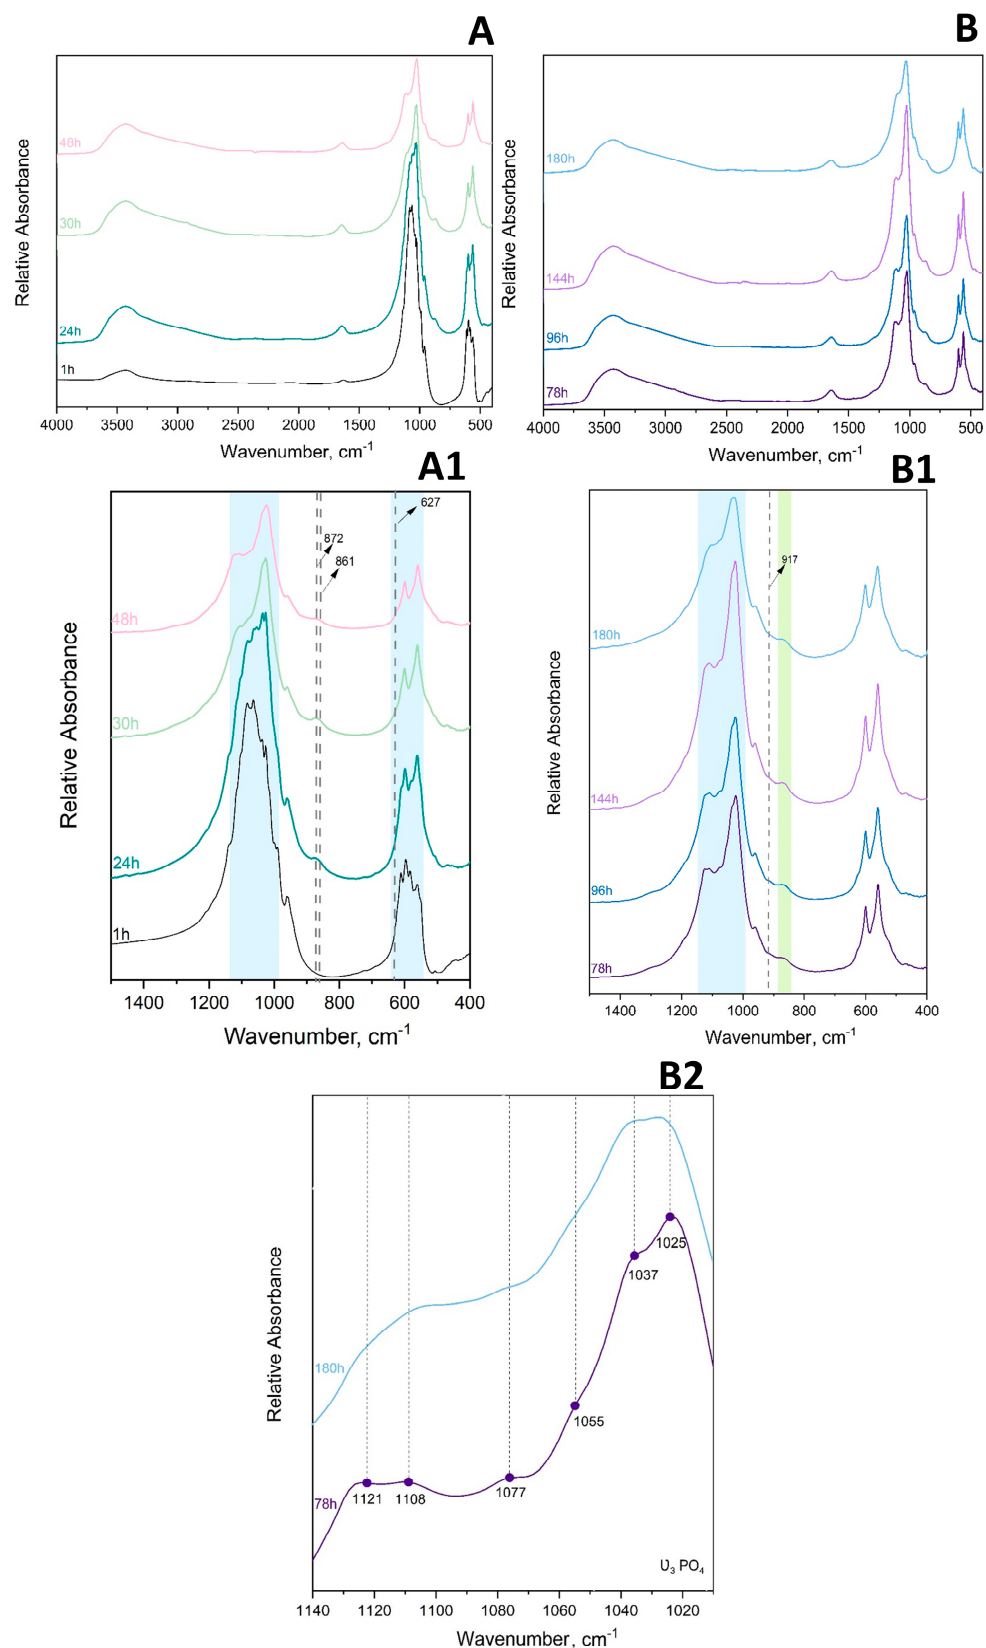 A
B
Relative Absorbance
48h
30h
24h
1h
4000 3500 3000 2500 2000 1500 1000 500
Wavenumber, cm-1
Relative Absorbance
180h
144h
96h
78h
4000 3500 3000 2500 2000 1500 1000 500
Wavenumber, cm-1
A1
B1
Relative Absorbance
627
872
861
48h
30h
24h
1h
1400 1200 1000 800 600 400
Wavenumber, cm-1
Relative Absorbance
917
180h
144h
96h
78h
1400 1200 1000 800 600 400
Wavenumber, cm-1
B2
Relative Absorbance
1025
1037
180h
1055
1077
78h
1121
1108
υ3 PO4
1140 1120 1100 1080 1060 1040 1020
Wavenumber, cm-1